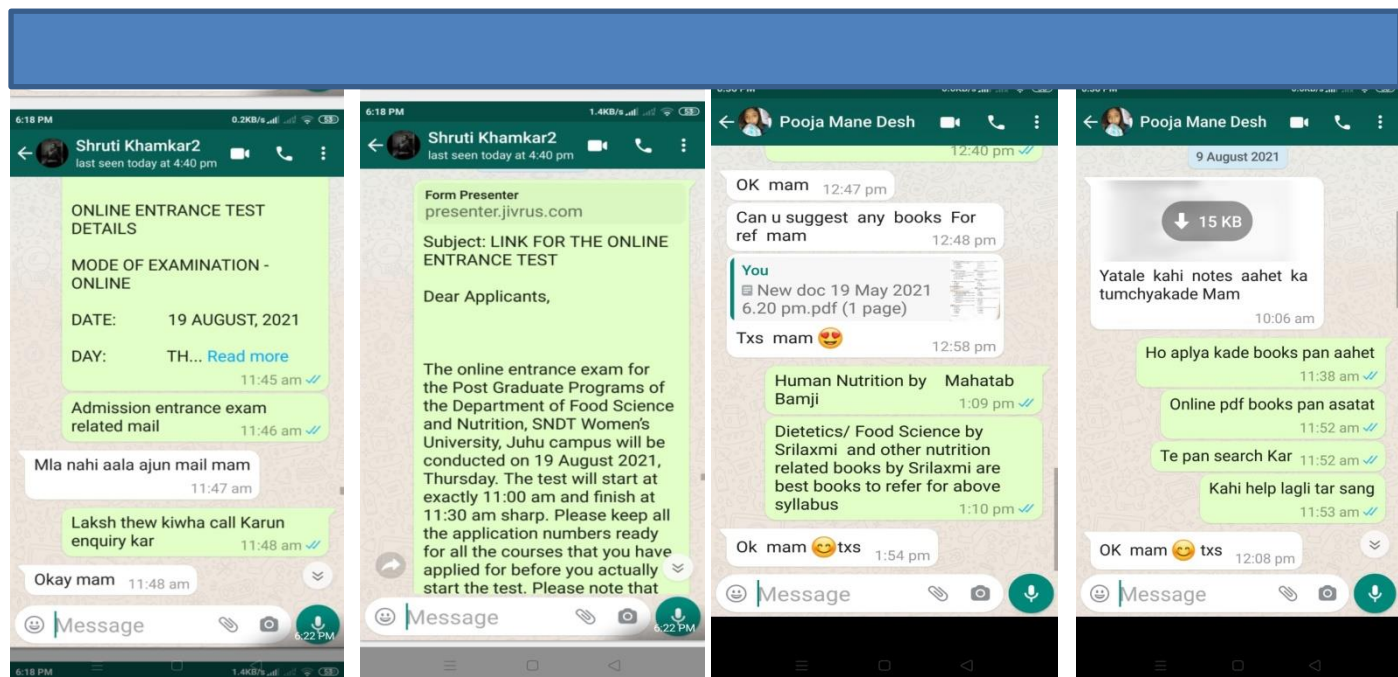 6:18 PM 0.2KB/s
Shruti Khamkar2
last seen today at 4:40 pm
ONLINE ENTRANCE TEST
DETAILS
MODE OF EXAMINATION -
ONLINE
DATE: 19 AUGUST, 2021
DAY: TH... Read more
11:45 am
Admission entrance exam
related mail 11:46 am
Mla nahi aala ajun mail mam
11:47 am
Laksh thew kiwha call Karun
enquiry kar 11:48 am
Okay mam 11:48 am
Message
6:22 PM
6:18 PM 1.4KB/s
6:18 PM 1.4KB/s
Shruti Khamkar2
last seen today at 4:40 pm
Form Presenter
presenter.jivrus.com
Subject: LINK FOR THE ONLINE
ENTRANCE TEST
Dear Applicants,
The online entrance exam for
the Post Graduate Programs of
the Department of Food Science
and Nutrition, SNDT Women's
University, Juhu campus will be
conducted on 19 August 2021,
Thursday. The test will start at
exactly 11:00 am and finish at
11:30 am sharp. Please keep all
the application numbers ready
for all the courses that you have
applied for before you actually
start the test. Please note that
Message
6:22 PM
Pooja Mane Desh
12:40 pm
OK mam 12:47 pm
Can u suggest any books For
ref mam 12:48 pm
You
New doc 19 May 2021
6.20 pm.pdf (1 page)
Txs mam 😍 12:58 pm
Human Nutrition by Mahatab
Bamji 1:09 pm
Dietetics/ Food Science by
Srilaxmi and other nutrition
related books by Srilaxmi are
best books to refer for above
syllabus 1:10 pm
Ok mam 😊 txs 1:54 pm
Message
Pooja Mane Desh
9 August 2021
15 KB
Yatale kahi notes aahet ka
tumchyakade Mam
10:06 am
Ho aplya kade books pan aahet
11:38 am
Online pdf books pan asatat
11:52 am
Te pan search Kar 11:52 am
Kahi help lagli tar sang
11:53 am
OK mam 😊 txs 12:08 pm
Message